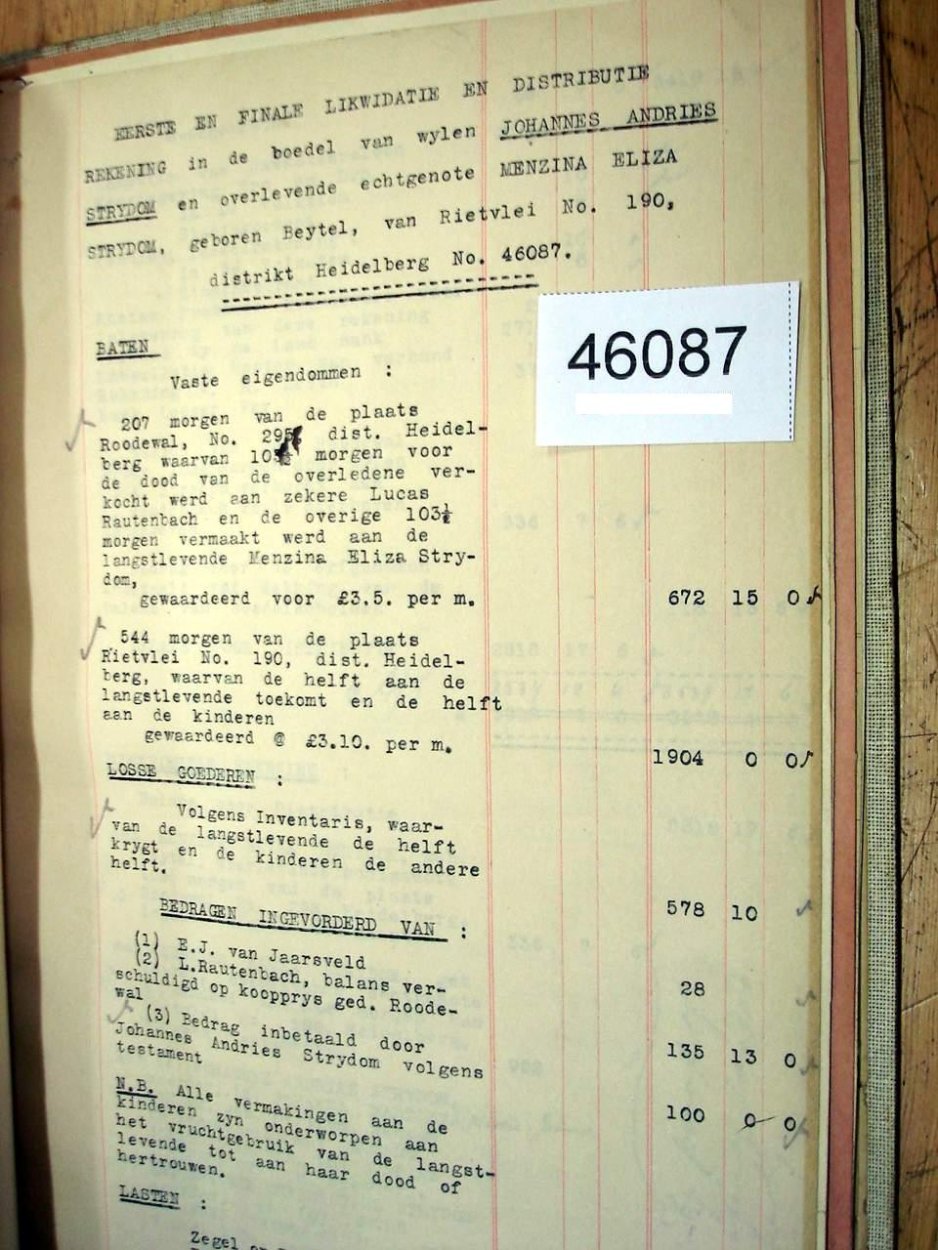 EERSTE EN FINALE LIKWIDATIE EN DISTRIBUTIE
REKENING in de boedel van wylen JOHANNES ANDRIES
STRYDOM en overlevende echtgenote MENZINA ELIZA
STRYDOM, geboren Beytel, van Rietvlei No. 190,
distrikt Heidelberg No. 46087.
46087
BATEN
Vaste eigendommen :
207 morgen van de plaats
Roodewal, No. 295, dist. Heidel-
berg waarvan 103½ morgen voor
de dood van de overledene ver-
kocht werd aan zekere Lucas
Rautenbach en de overige 103½
morgen vermaakt werd aan de
langstlevende Menzina Eliza Stry-
dom,
gewaardeerd voor £3.5. per m. 672 15 0
544 morgen van de plaats
Rietvlei No. 190, dist. Heidel-
berg, waarvan de helft aan de
langstlevende toekomt en de helft
aan de kinderen
gewaardeerd @ £3.10. per m. 1904 0 0
LOSSE GOEDEREN :
Volgens Inventaris, waar-
van de langstlevende de helft
krygt en de kinderen de andere
helft. 578 10
BEDRAGEN INGEVORDERD VAN :
(1) E.J. van Jaarsveld 28
(2) L.Rautenbach, balans ver-
schuldigd op koopprys ged. Roode-
wal 135 13 0
(3) Bedrag inbetaald door
Johannes Andries Strydom volgens
testament 100 0 0
N.B. Alle vermakingen aan de
kinderen zyn onderworpen aan
het vruchtgebruik van de langst-
levende tot aan haar dood of
hertrouwen.
LASTEN :
Zegel